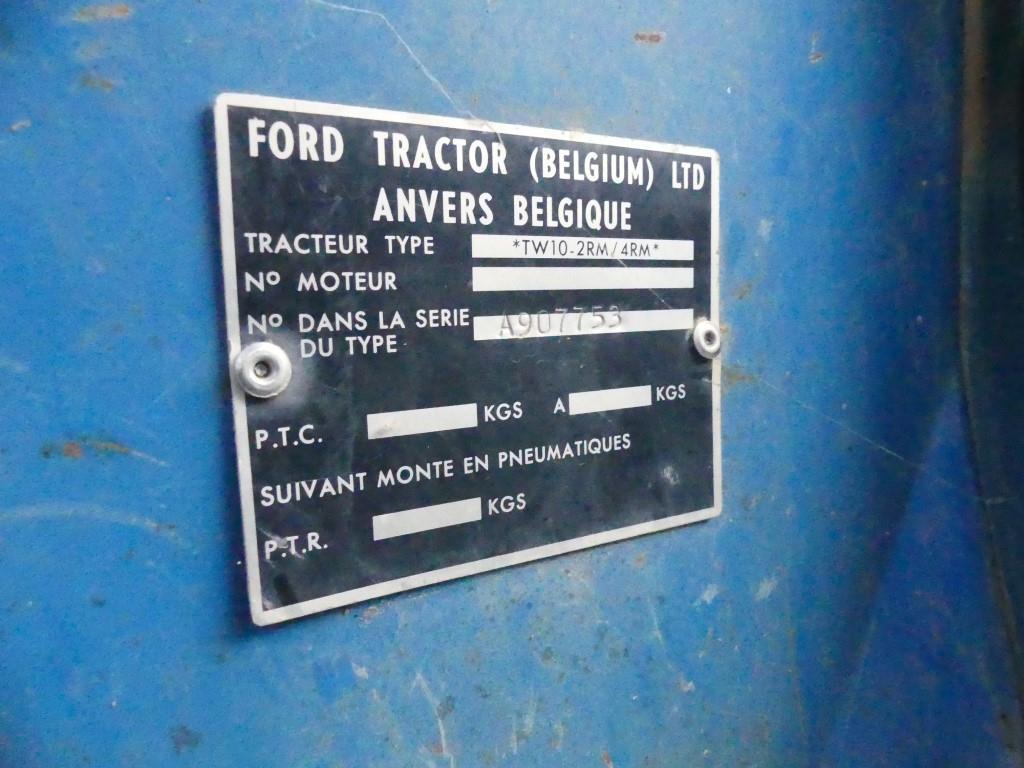 FORD TRACTOR (BELGIUM) LTD
ANVERS BELGIQUE
TRACTEUR TYPE *TW10-2RM/4RM*
Nº MOTEUR
Nº DANS LA SERIE A907753
DU TYPE
P.T.C. KGS A KGS
SUIVANT MONTE EN PNEUMATIQUES
P.T.R. KGS